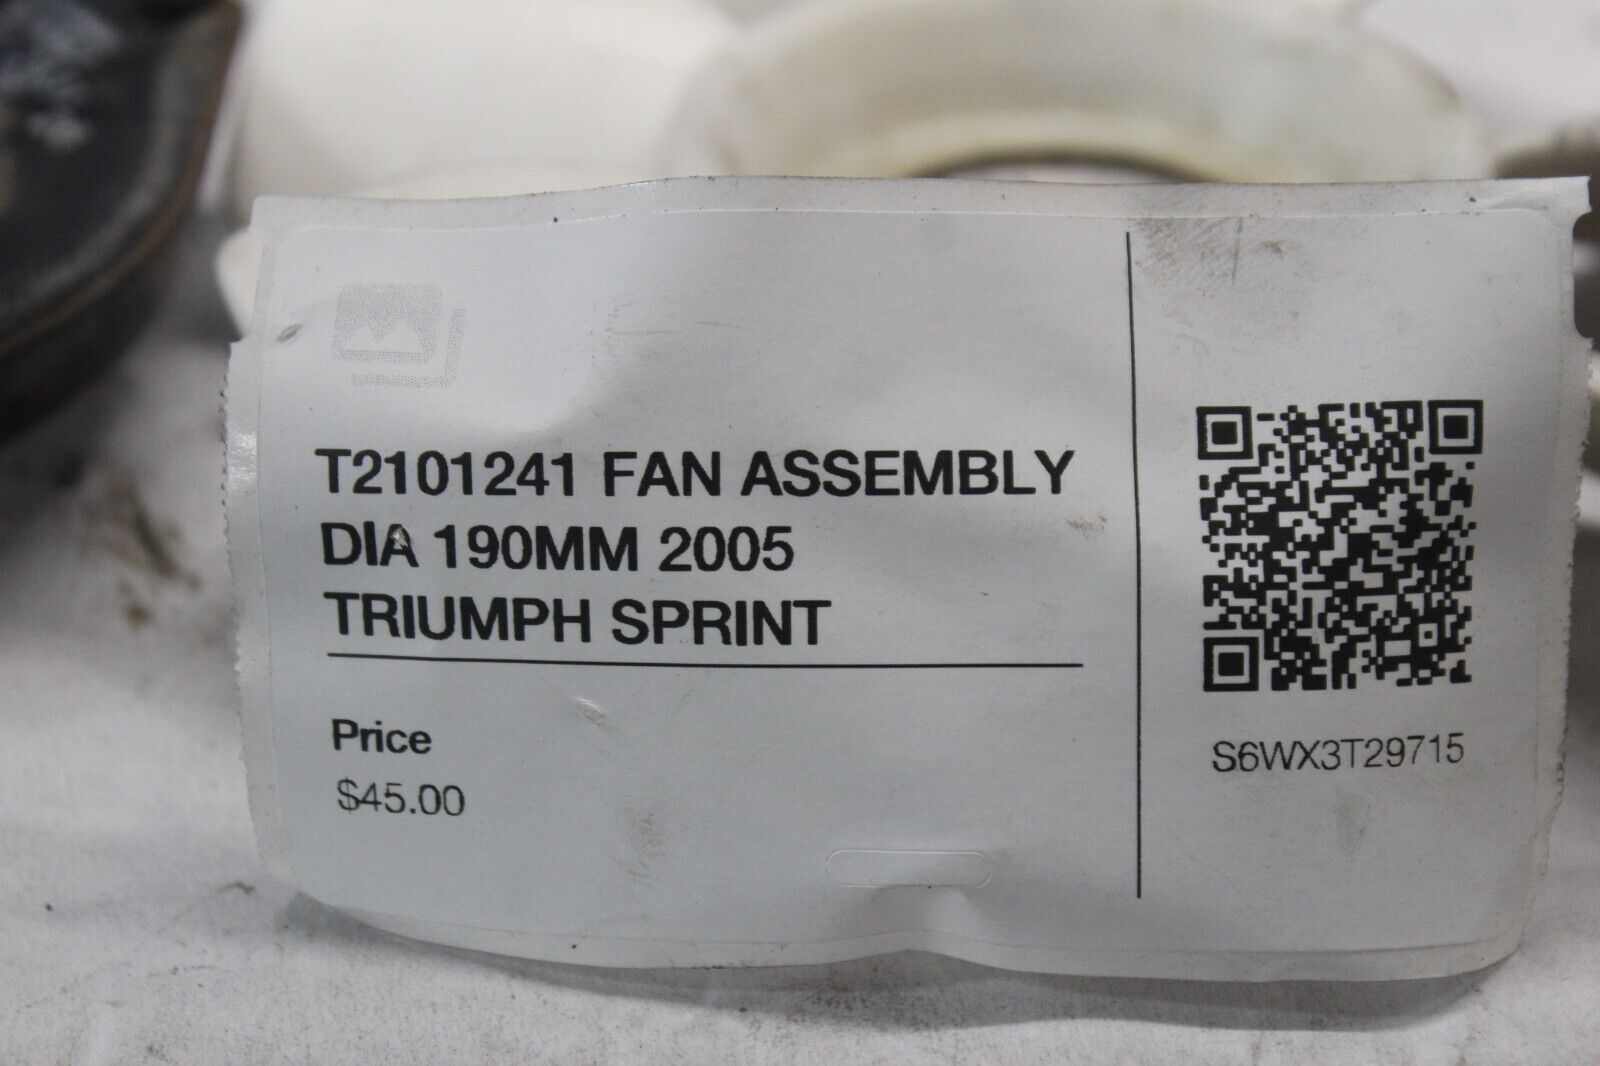 T2101241 FAN ASSEMBLY
DIA 190MM 2005
TRIUMPH SPRINT
Price
$45.00
S6WX3T29715